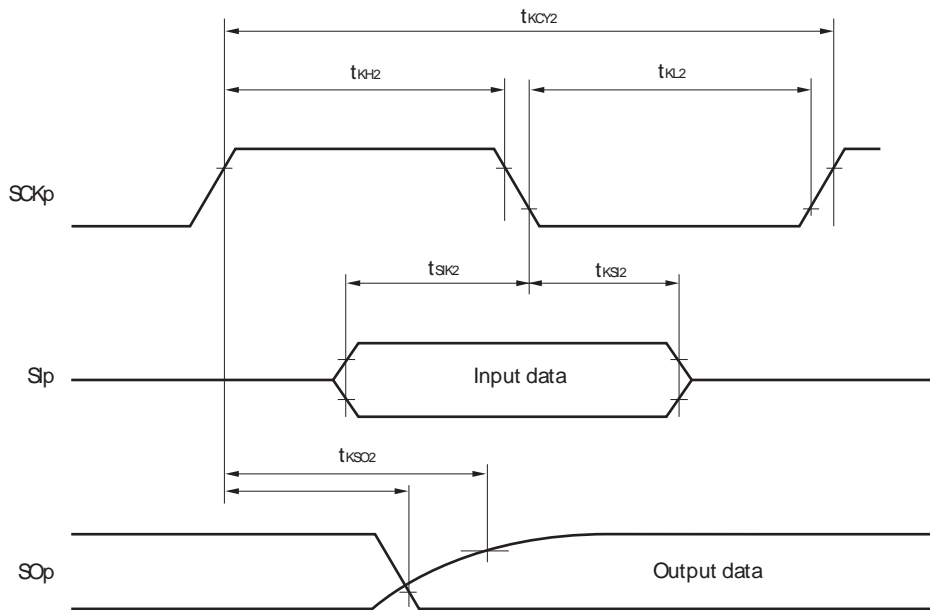 tKCY2
tKH2 tKL2
SCKp
tSIK2 tKSI2
SIp Input data
tKSO2
SOp Output data